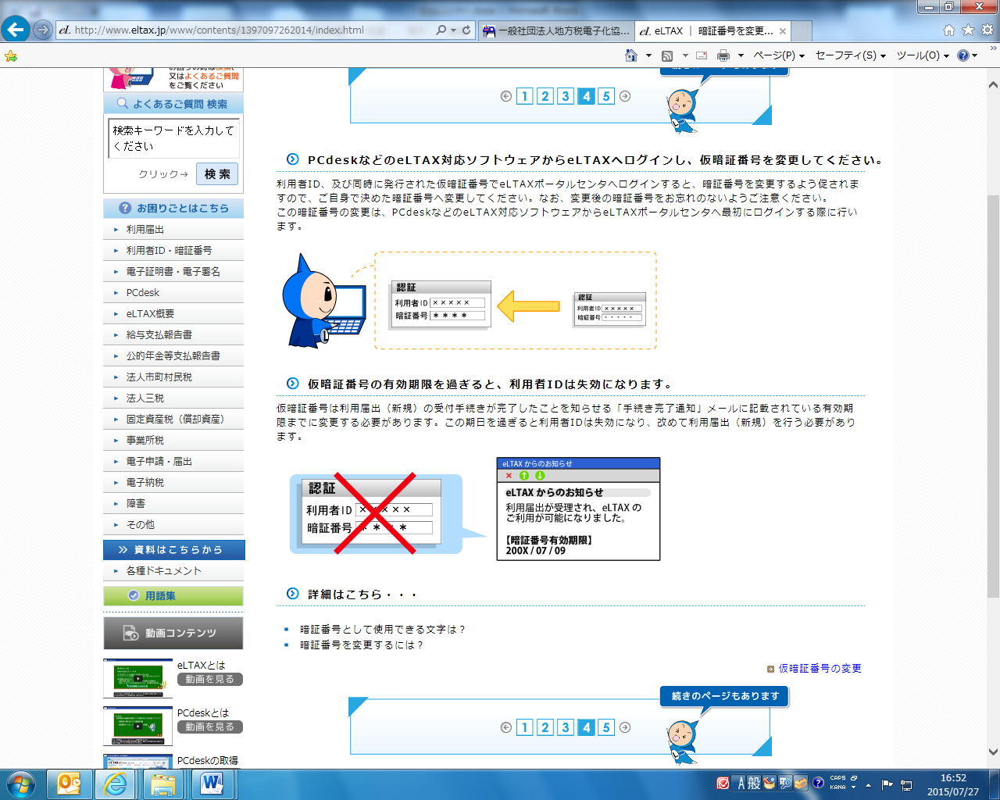 http://www.eltax.jp/www/contents/1397097262014/index.html
一般社団法人地方税電子化協...
eLTAX ｜ 暗証番号を変更...
ページ(P)
セーフティ(S)
ツール(O)
又はよくあるご質問
をご覧ください
よくあるご質問 検索
検索キーワードを入力して
ください
クリック→
検 索
お困りごとはこちら
利用届出
利用者ID・暗証番号
電子証明書・電子署名
PCdesk
eLTAX概要
給与支払報告書
公的年金等支払報告書
法人市町村民税
法人三税
固定資産税（償却資産）
事業所税
電子申請・届出
電子納税
障害
その他
資料はこちらから
各種ドキュメント
用語集
動画コンテンツ
eLTAXとは
動画を見る
PCdeskとは
動画を見る
PCdeskの取得
1 2 3 4 5
PCdeskなどのeLTAX対応ソフトウェアからeLTAXへログインし、仮暗証番号を変更してください。
利用者ID、及び同時に発行された仮暗証番号でeLTAXポータルセンタへログインすると、暗証番号を変更するよう促されま
すので、ご自身で決めた暗証番号へ変更してください。なお、変更後の暗証番号をお忘れのないようご注意ください。
この暗証番号の変更は、PCdeskなどのeLTAX対応ソフトウェアからeLTAXポータルセンタへ最初にログインする際に行い
ます。
認証
利用者ID ×××××
暗証番号 ＊＊＊＊
認証
利用者ID ×××××
暗証番号 ・・・・・
仮暗証番号の有効期限を過ぎると、利用者IDは失効になります。
仮暗証番号は利用届出（新規）の受付手続きが完了したことを知らせる「手続き完了通知」メールに記載されている有効期
限までに変更する必要があります。この期日を過ぎると利用者IDは失効になり、改めて利用届出（新規）を行う必要があり
ます。
認証
利用者ID ×××××
暗証番号 ＊＊＊＊
eLTAX からのお知らせ
eLTAX からのお知らせ
利用届出が受理され、eLTAX の
ご利用が可能になりました。
【暗証番号有効期限】
200X / 07 / 09
詳細はこちら・・・
暗証番号として使用できる文字は？
暗証番号を変更するには？
仮暗証番号の変更
続きのページもあります
1 2 3 4 5
A 般
CAPS
KANA
16:52
2015/07/27